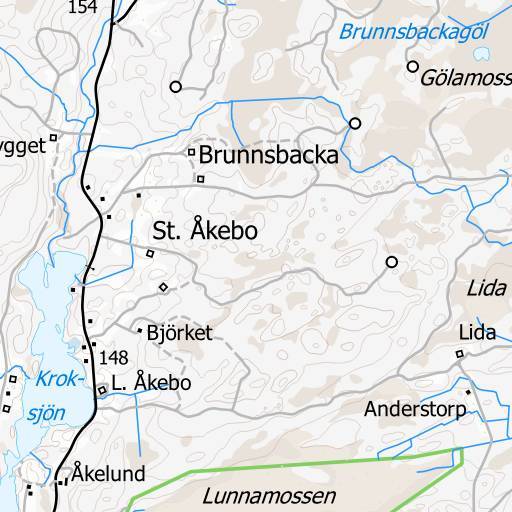 154
Brunnsbackagöl
Gölamoss
ygget
Brunnsbacka
St. Åkebo
Lida
Björket
Lida
148
Krok-
sjön
L. Åkebo
Anderstorp
Åkelund
Lunnamossen